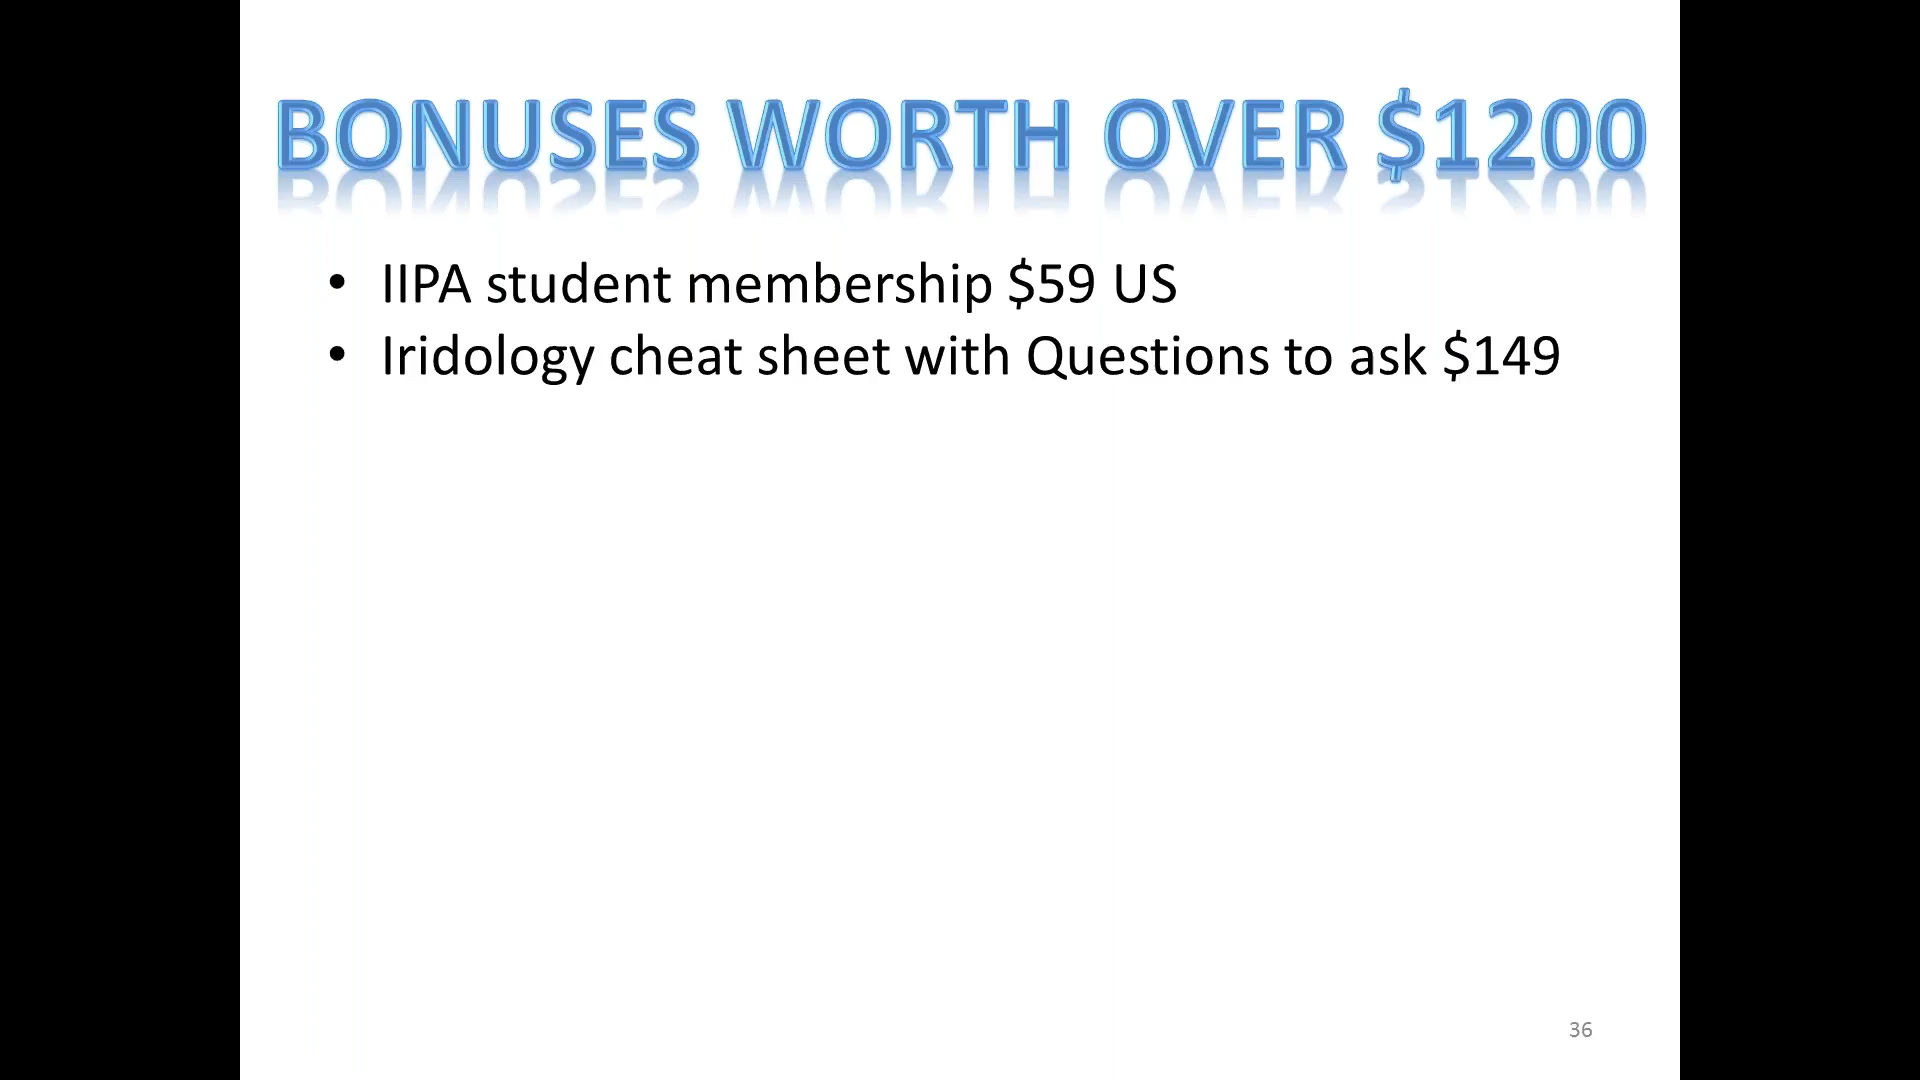 BONUSES WORTH OVER $1200
• IIPA student membership $59 US
• Iridology cheat sheet with Questions to ask $149
36